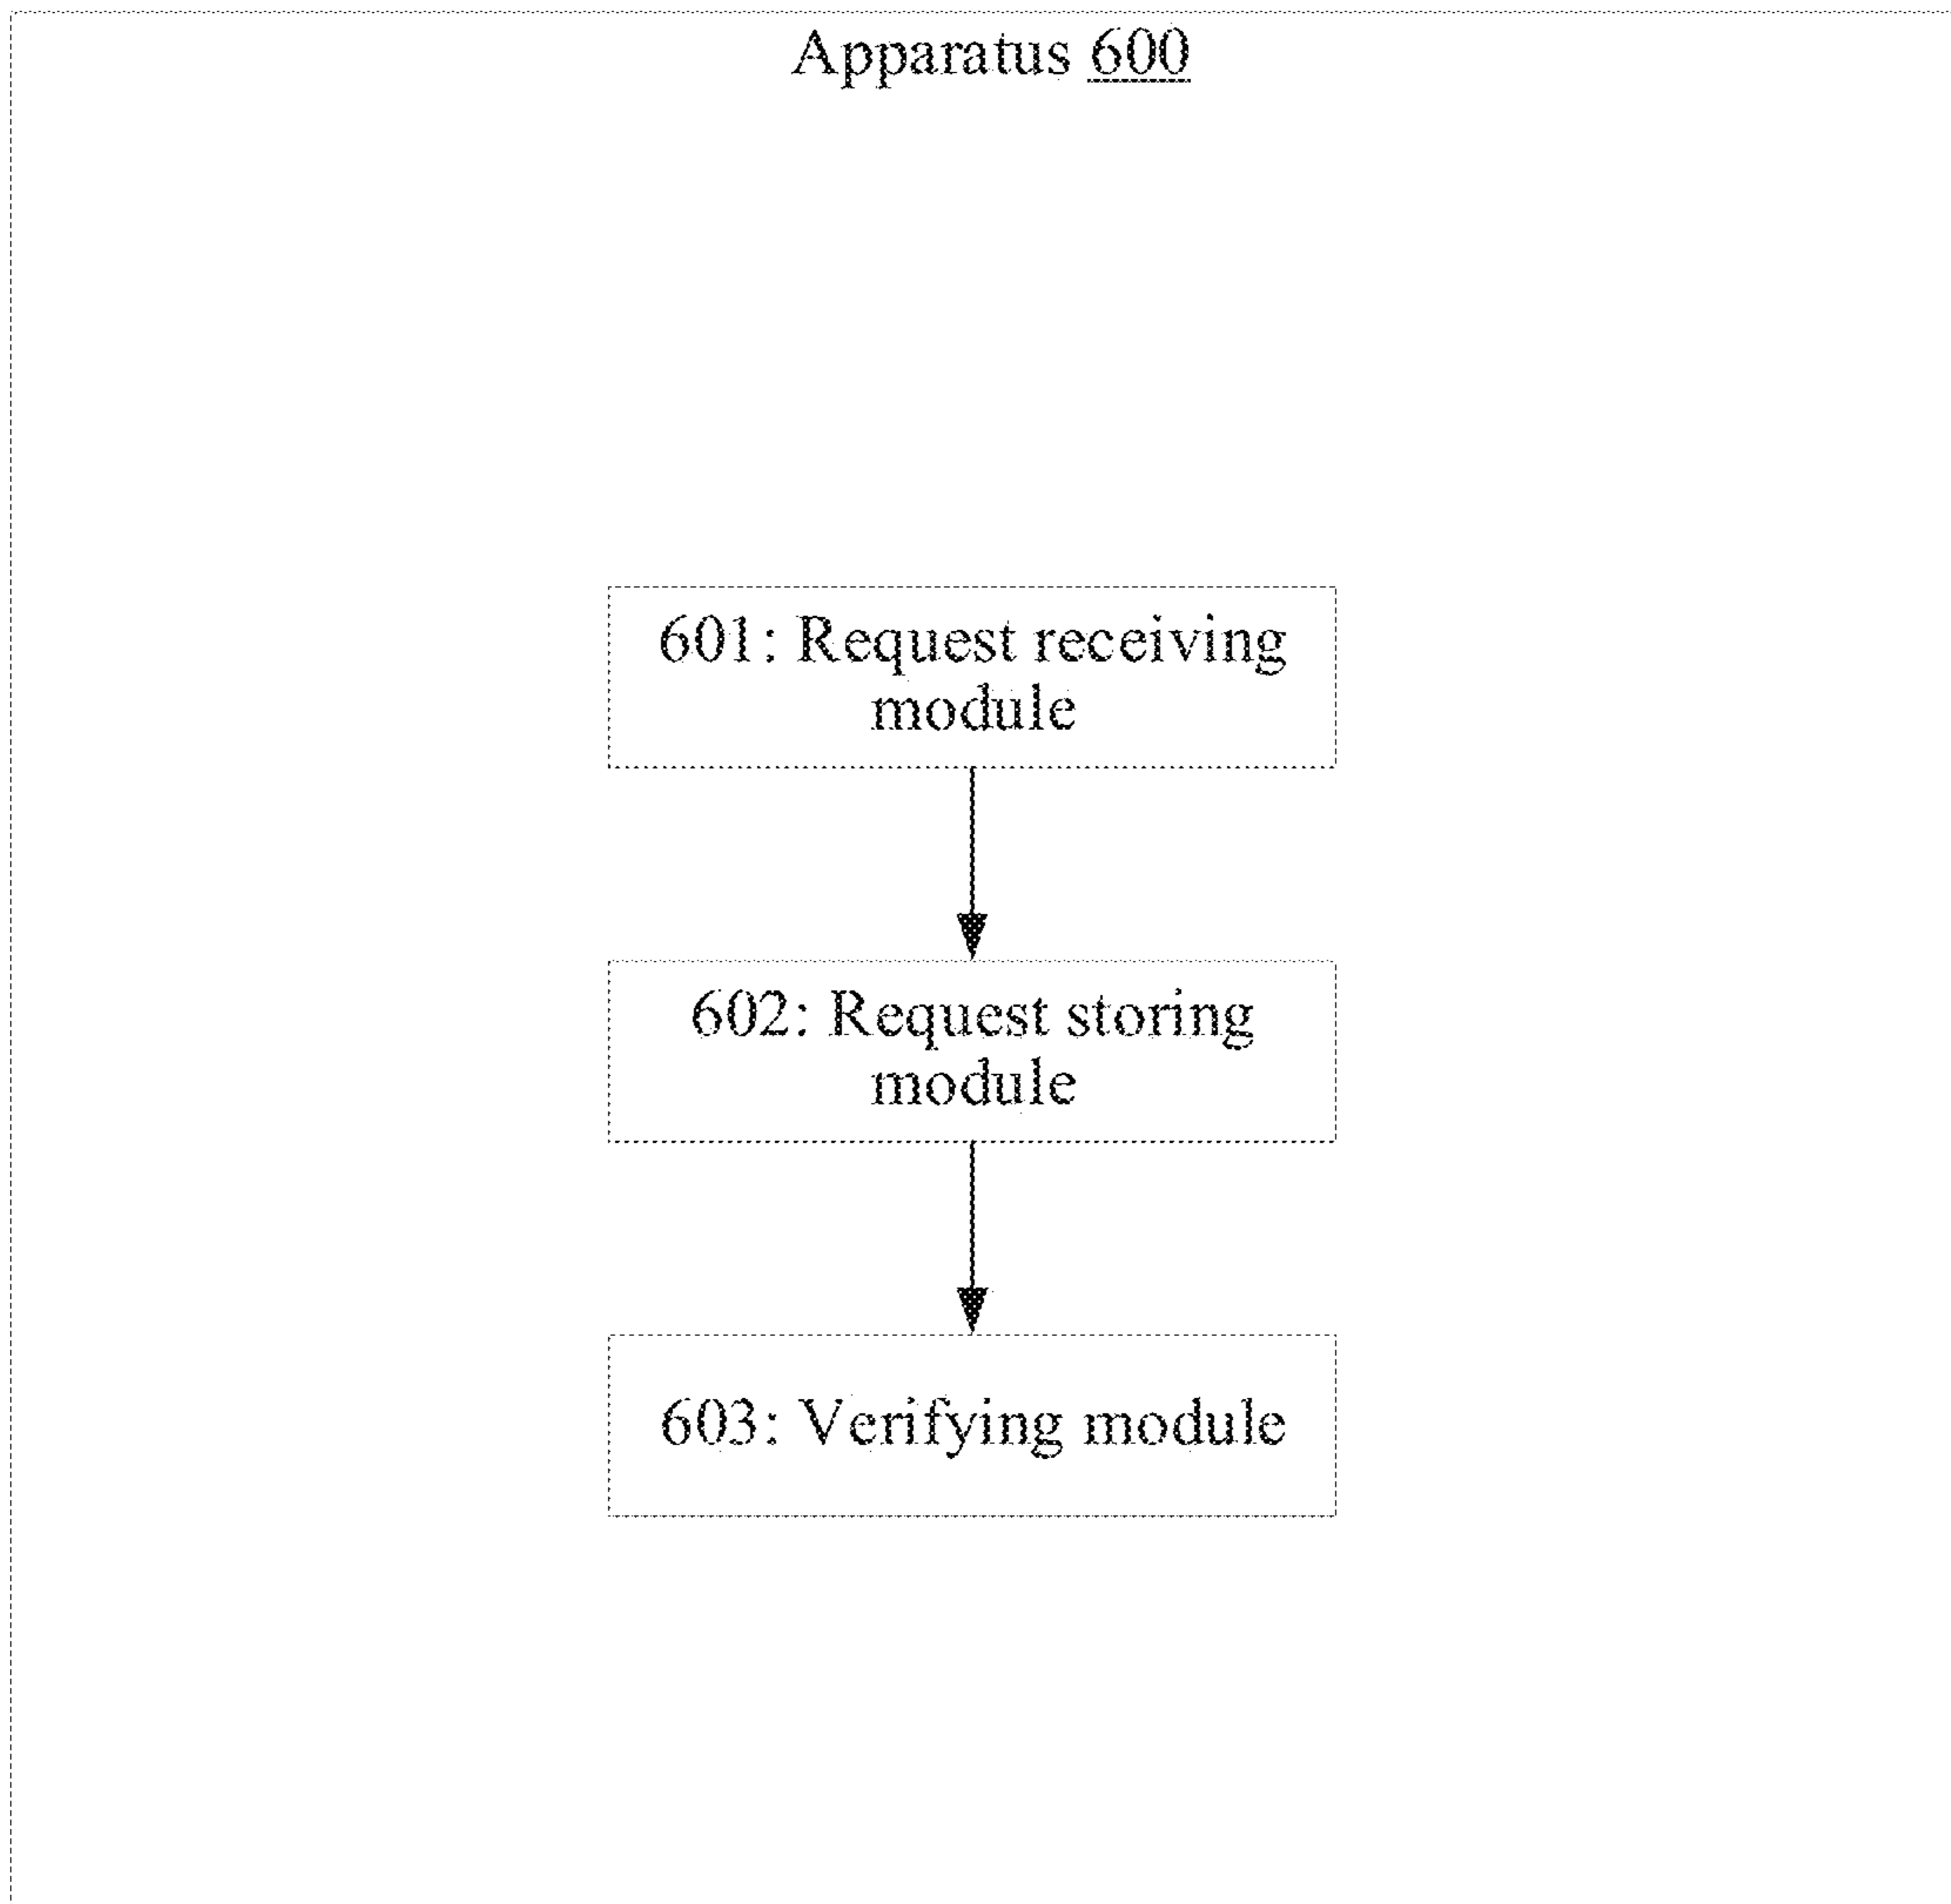 Apparatus 600
601: Request receiving
module
602: Request storing
module
603: Verifying module